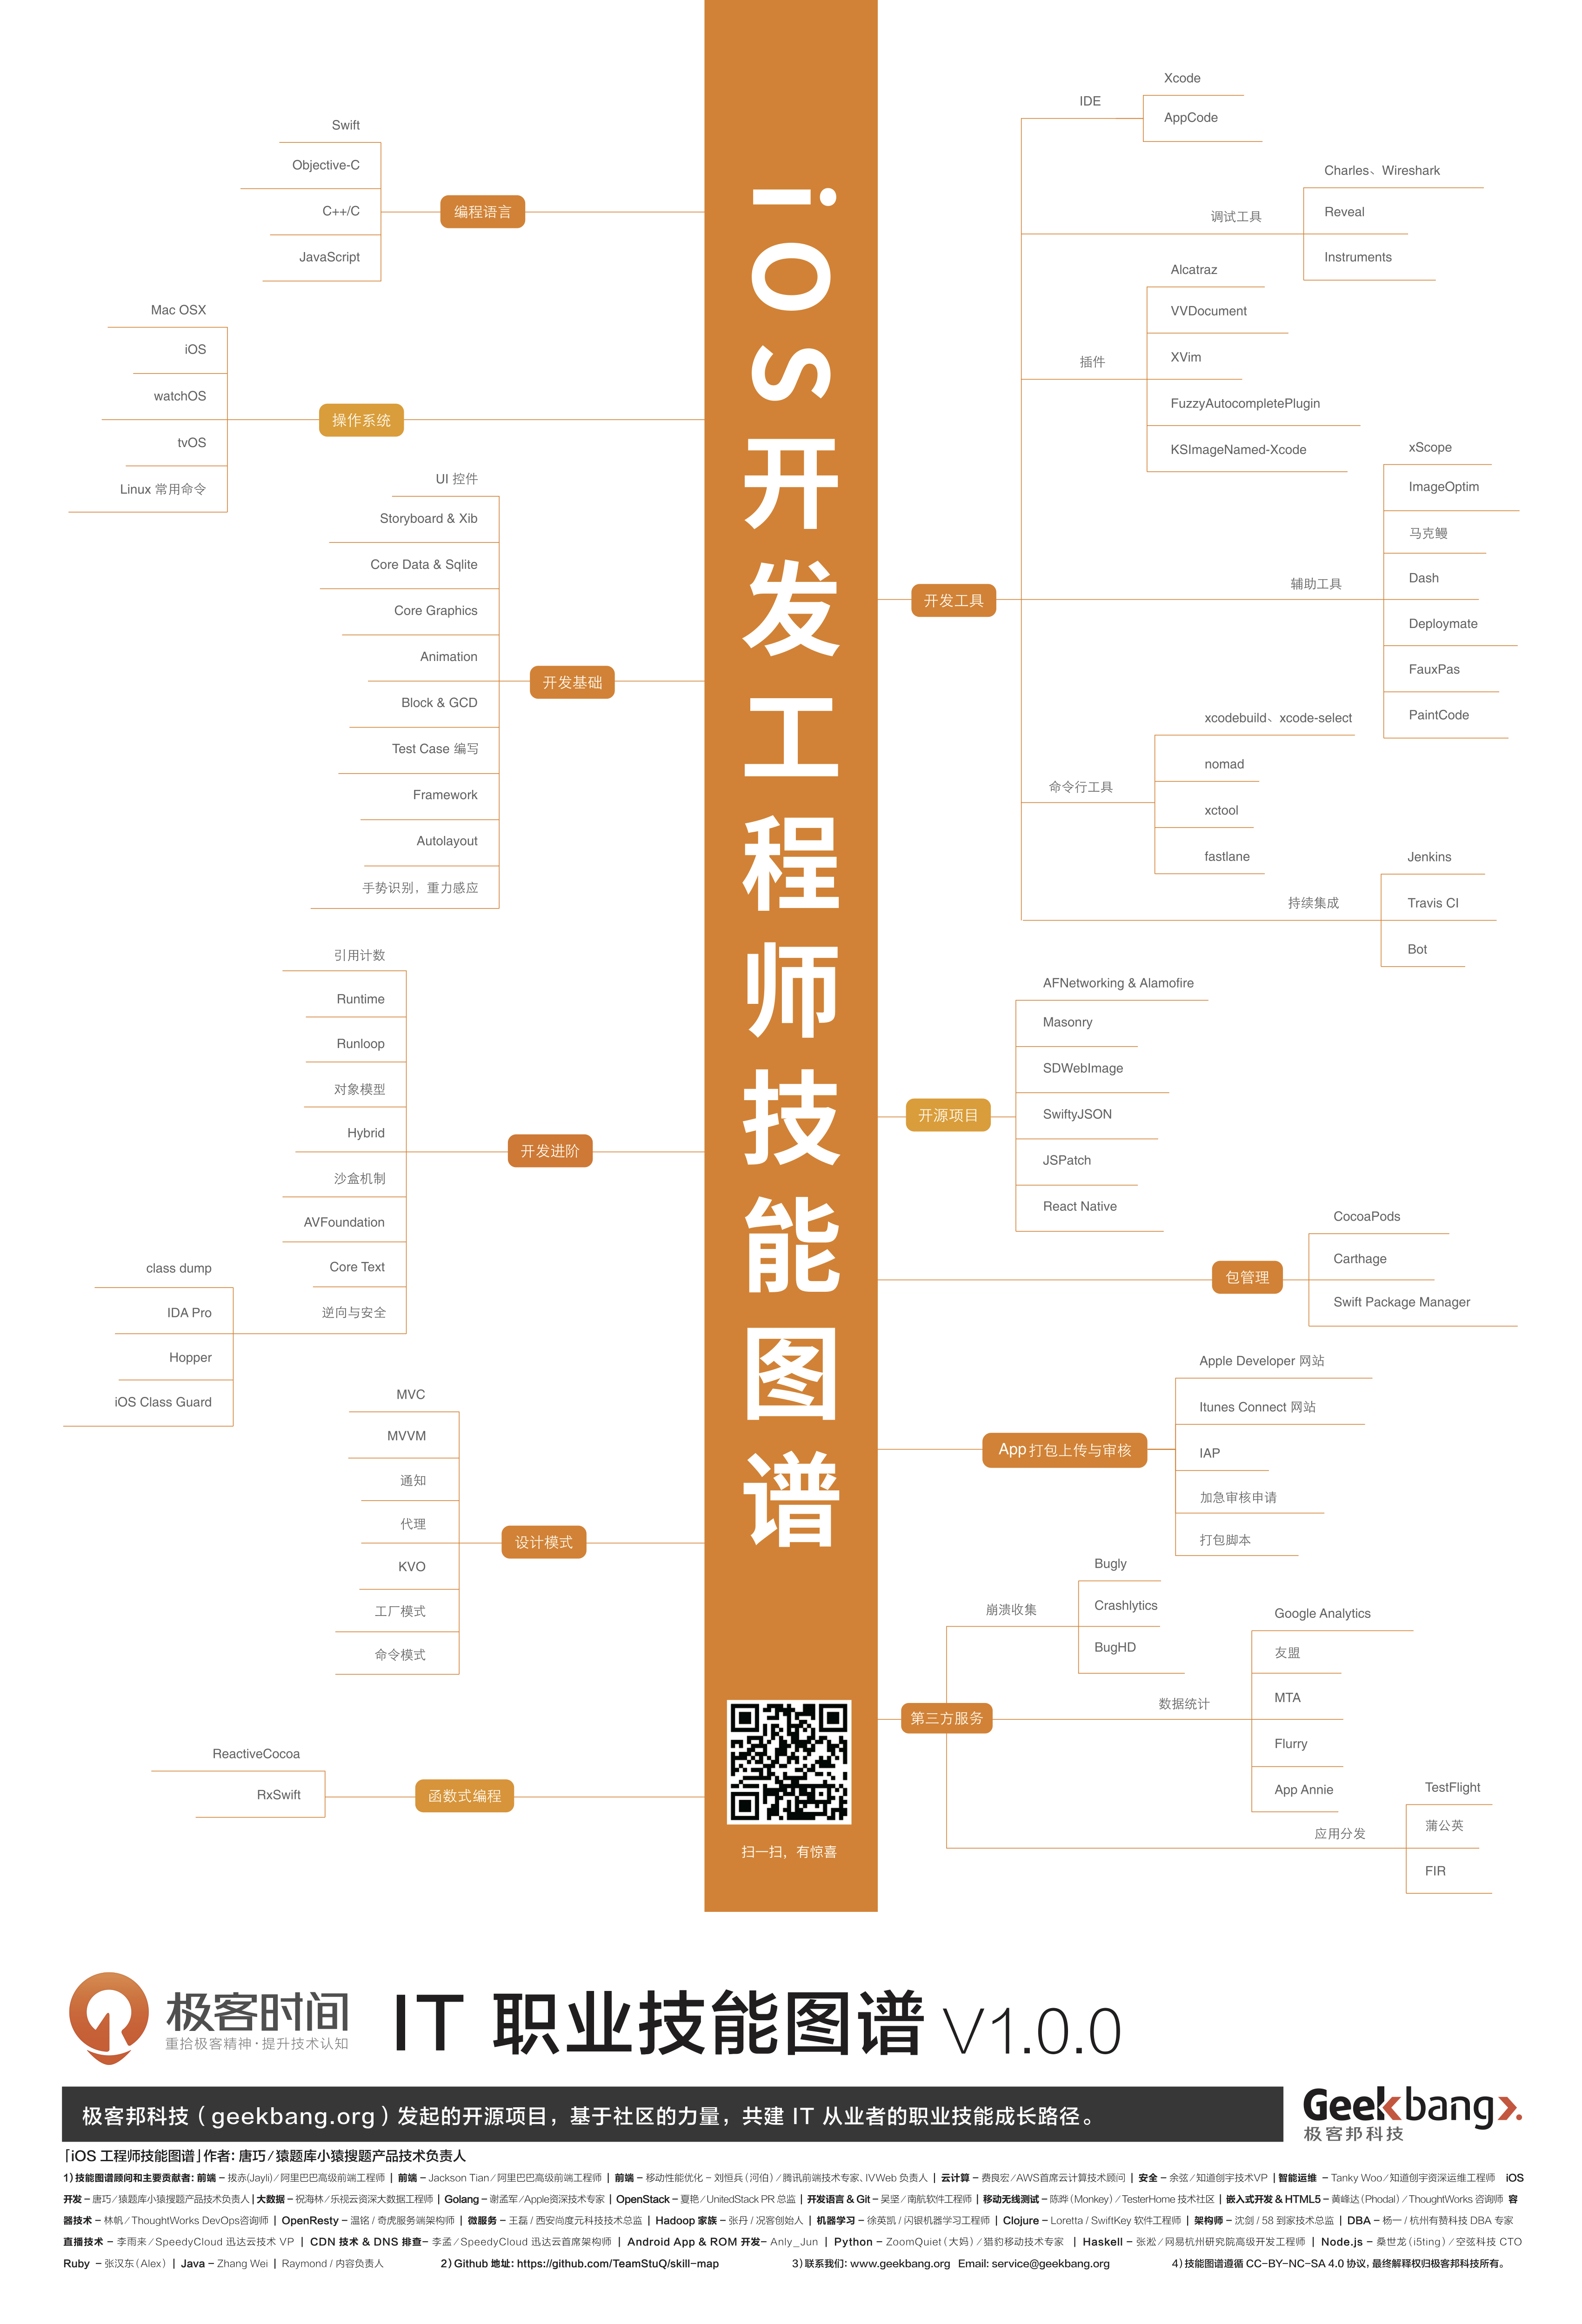 iOS开发工程师技能图谱
扫一扫，有惊喜
编程语言
Swift
Objective-C
C++/C
JavaScript
操作系统
Mac OSX
iOS
watchOS
tvOS
Linux 常用命令
开发基础
UI 控件
Storyboard & Xib
Core Data & Sqlite
Core Graphics
Animation
Block & GCD
Test Case 编写
Framework
Autolayout
手势识别，重力感应
开发进阶
引用计数
Runtime
Runloop
对象模型
Hybrid
沙盒机制
AVFoundation
Core Text
逆向与安全
class dump
IDA Pro
Hopper
iOS Class Guard
设计模式
MVC
MVVM
通知
代理
KVO
工厂模式
命令模式
函数式编程
ReactiveCocoa
RxSwift
开发工具
IDE
Xcode
AppCode
调试工具
Charles、Wireshark
Reveal
Instruments
插件
Alcatraz
VVDocument
XVim
FuzzyAutocompletePlugin
KSImageNamed-Xcode
辅助工具
xScope
ImageOptim
马克鳗
Dash
Deploymate
FauxPas
PaintCode
命令行工具
xcodebuild、xcode-select
nomad
xctool
fastlane
持续集成
Jenkins
Travis CI
Bot
开源项目
AFNetworking & Alamofire
Masonry
SDWebImage
SwiftyJSON
JSPatch
React Native
包管理
CocoaPods
Carthage
Swift Package Manager
App 打包上传与审核
Apple Developer 网站
Itunes Connect 网站
IAP
加急审核申请
打包脚本
第三方服务
崩溃收集
Bugly
Crashlytics
BugHD
数据统计
Google Analytics
友盟
MTA
Flurry
App Annie
应用分发
TestFlight
蒲公英
FIR
极客时间
重拾极客精神·提升技术认知
IT 职业技能图谱 V1.0.0
极客邦科技（geekbang.org）发起的开源项目，基于社区的力量，共建 IT 从业者的职业技能成长路径。
Geekbang>.
极客邦科技
「iOS 工程师技能图谱」作者：唐巧/猿题库小猿搜题产品技术负责人
1）技能图谱顾问和主要贡献者：前端 – 拔赤(Jayli)/阿里巴巴高级前端工程师 | 前端 – Jackson Tian/阿里巴巴高级前端工程师 | 前端 – 移动性能优化 – 刘恒兵（河伯）/腾讯前端技术专家、IVWeb 负责人 | 云计算 – 费良宏/AWS首席云计算技术顾问 | 安全 – 余弦/知道创宇技术VP | 智能运维 – Tanky Woo/知道创宇资深运维工程师 iOS
开发 – 唐巧/猿题库小猿搜题产品技术负责人 | 大数据 – 祝海林/乐视云资深大数据工程师 | Golang – 谢孟军/Apple资深技术专家 | OpenStack – 夏艳/UnitedStack PR 总监 | 开发语言 & Git – 吴坚/南航软件工程师 | 移动无线测试 – 陈晔（Monkey）/TesterHome 技术社区 | 嵌入式开发 & HTML5 – 黄峰达（Phodal）/ThoughtWorks 咨询师 容
器技术 – 林帆/ThoughtWorks DevOps咨询师 | OpenResty – 温铭/奇虎服务端架构师 | 微服务 – 王磊/西安尚度元科技技术总监 | Hadoop 家族 – 张丹/况客创始人 | 机器学习 – 徐英凯/闪银机器学习工程师 | Clojure – Loretta/SwiftKey 软件工程师 | 架构师 – 沈剑/58 到家技术总监 | DBA – 杨一/杭州有赞科技 DBA 专家
直播技术 – 李雨来/SpeedyCloud 迅达云技术 VP | CDN 技术 & DNS 排查– 李孟/SpeedyCloud 迅达云首席架构师 | Android App & ROM 开发– Anly_Jun | Python – ZoomQuiet（大妈）/猎豹移动技术专家 | Haskell – 张淞/网易杭州研究院高级开发工程师 | Node.js – 桑世龙（i5ting）/空弦科技 CTO
Ruby – 张汉东（Alex） | Java – Zhang Wei | Raymond/内容负责人 2）Github 地址：https://github.com/TeamStuQ/skill-map 3）联系我们：www.geekbang.org Email: service@geekbang.org 4）技能图谱遵循 CC-BY-NC-SA 4.0 协议，最终解释权归极客邦科技所有。